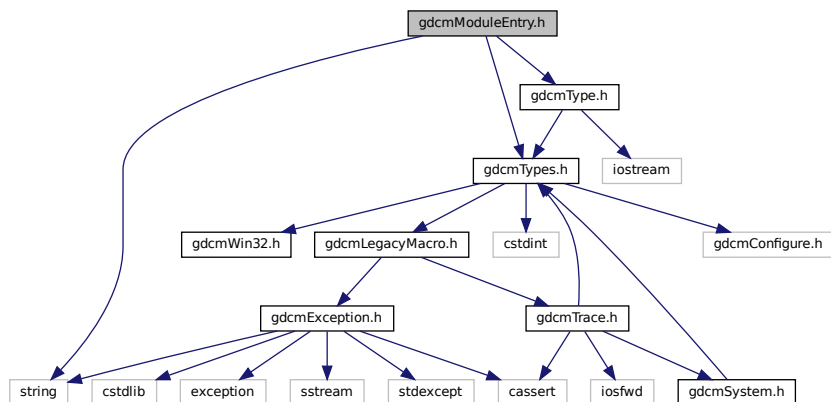 gdcmModuleEntry.h
gdcmType.h
gdcmTypes.h
iostream
gdcmWin32.h
gdcmLegacyMacro.h
cstdint
gdcmConfigure.h
gdcmException.h
gdcmTrace.h
string
cstdlib
exception
sstream
stdexcept
cassert
iosfwd
gdcmSystem.h